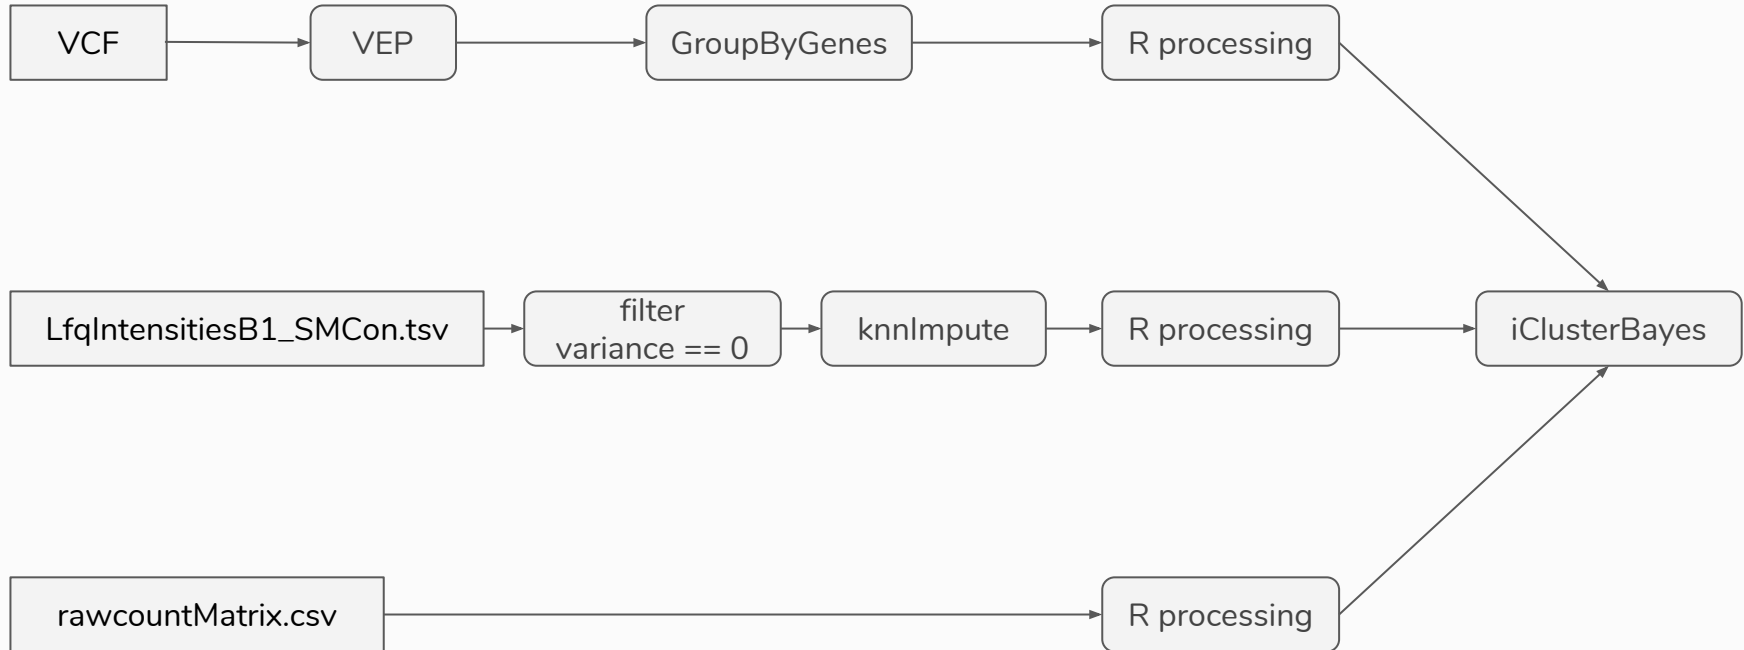 VCF
VEP
GroupByGenes
R processing
LfqIntensitiesB1_SMCon.tsv
filter
variance == 0
knnImpute
R processing
iClusterBayes
rawcountMatrix.csv
R processing